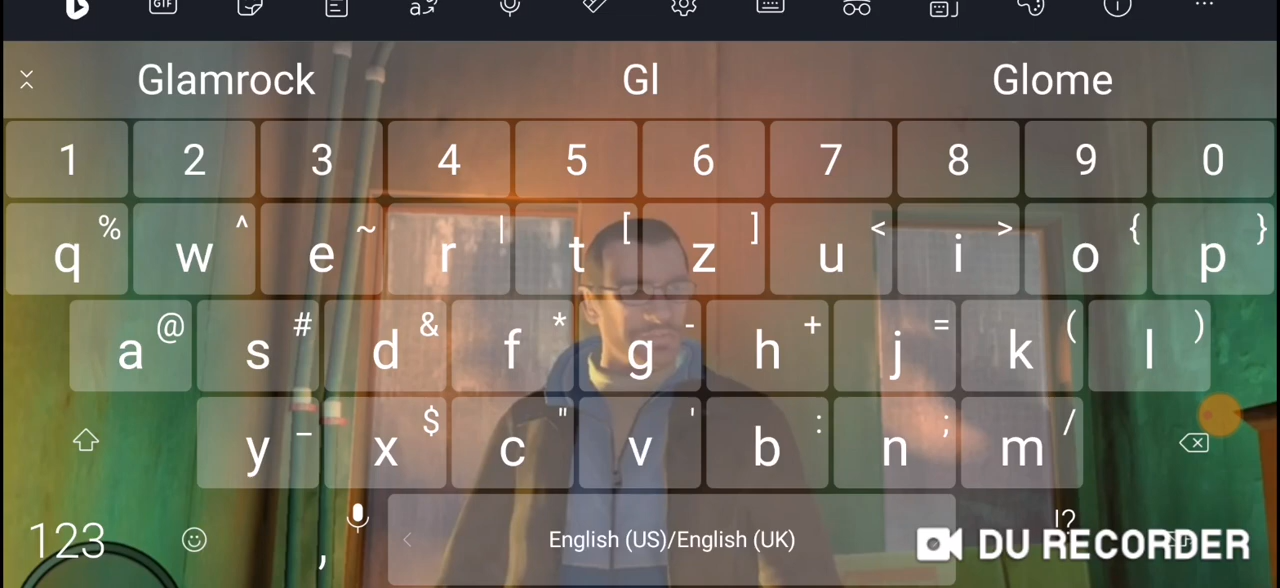 GIF
Glamrock Gl Glome
1 2 3 4 5 6 7 8 9 0
% ^ ~ | [ ] < > { }
q w e r t z u i o p
@ # & * - + = ( )
a s d f g h j k l
_ $ " ' : ; /
y x c v b n m
123 , English (US)/English (UK) !?
DU RECORDER